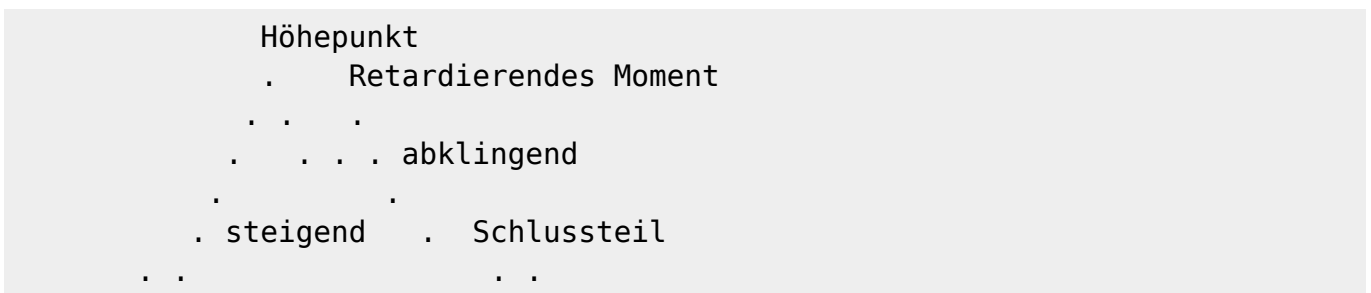 Höhepunkt
. Retardierendes Moment
. . .
. . . . abklingend
. .
. steigend . Schlussteil
. . . .